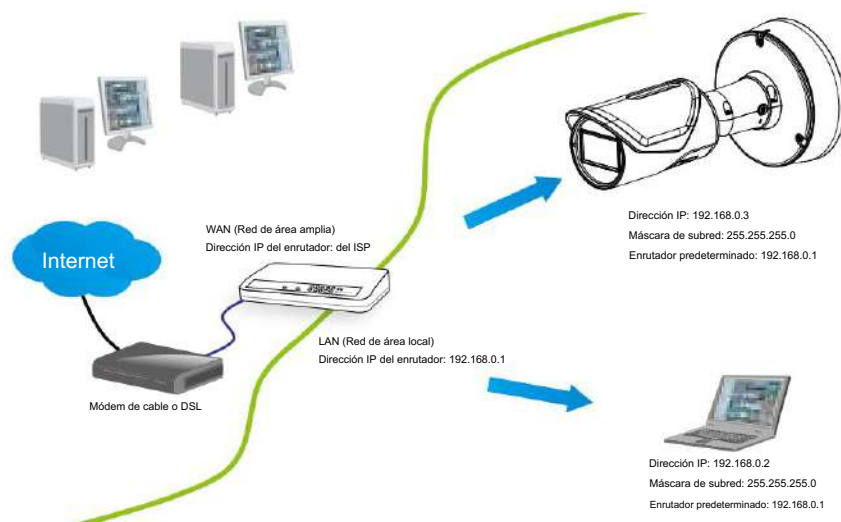 WAN (Red de área amplia)
Dirección IP del enrutador: del ISP
Internet
Dirección IP: 192.168.0.3
Máscara de subred: 255.255.255.0
Enrutador predeterminado: 192.168.0.1
LAN (Red de área local)
Dirección IP del enrutador: 192.168.0.1
Módem de cable o DSL
Dirección IP: 192.168.0.2
Máscara de subred: 255.255.255.0
Enrutador predeterminado: 192.168.0.1